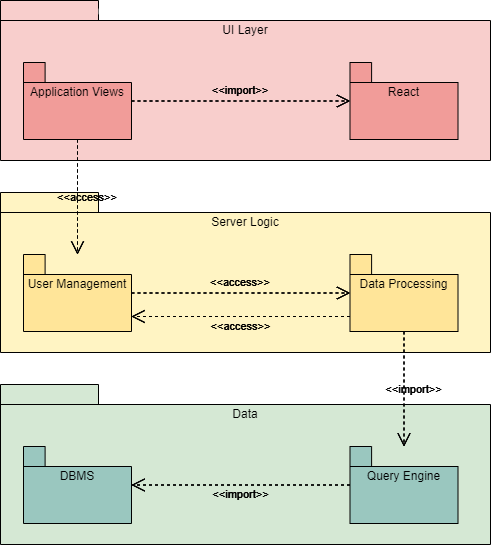 UI Layer
Application Views
<<import>>
React
<<access>>
Server Logic
User Management
<<access>>
Data Processing
<<access>>
<<import>>
Data
DBMS
<<import>>
Query Engine